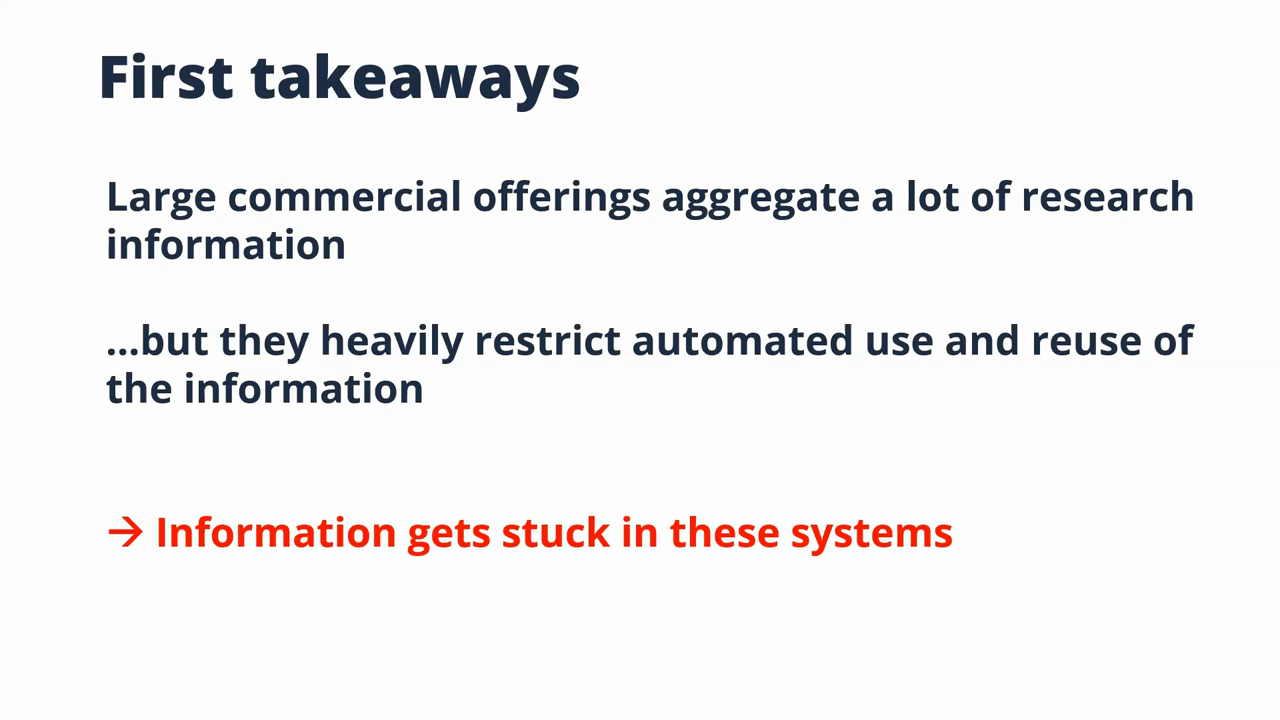 First takeaways
Large commercial offerings aggregate a lot of research
information
...but they heavily restrict automated use and reuse of
the information
→ Information gets stuck in these systems